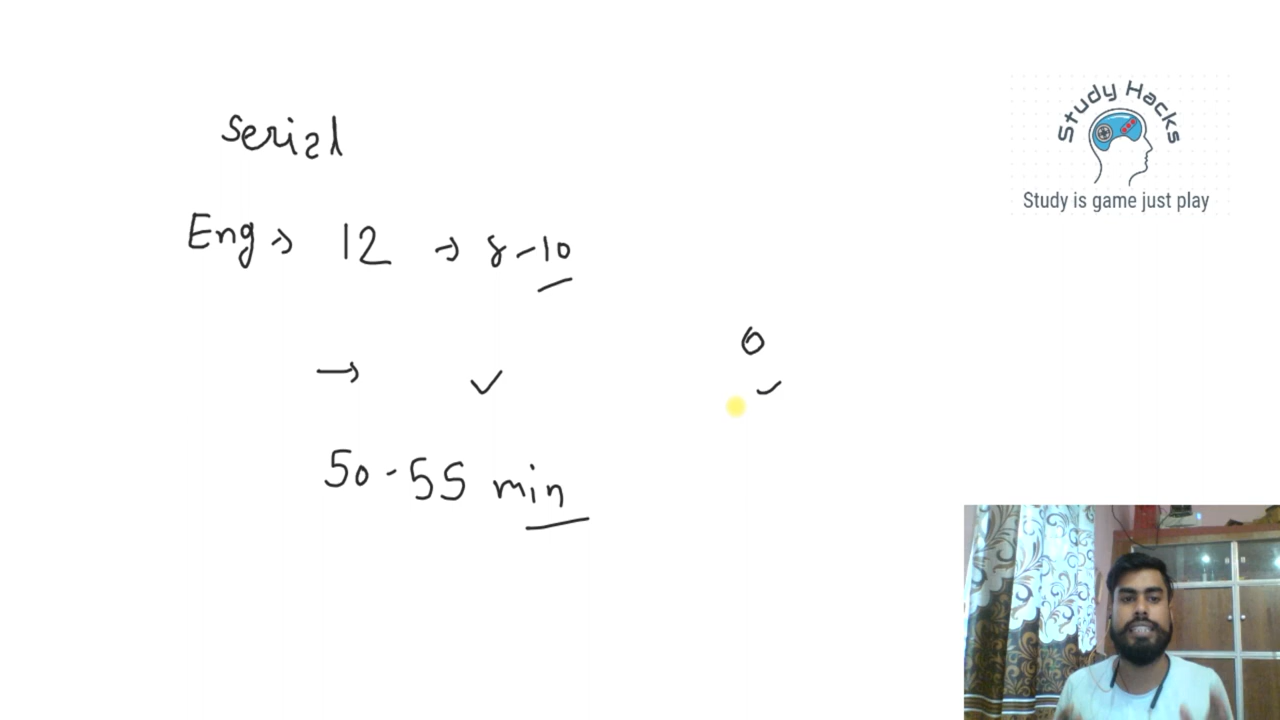 Study Hacks
Study is game just play
Serial
Eng → 12 → 8-10
→ ✓
0
✓
50-55 min